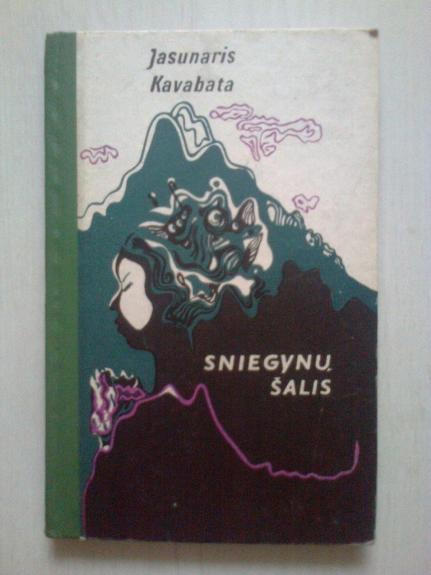 Jasunaris
Kavabata
SNIEGYNŲ
ŠALIS